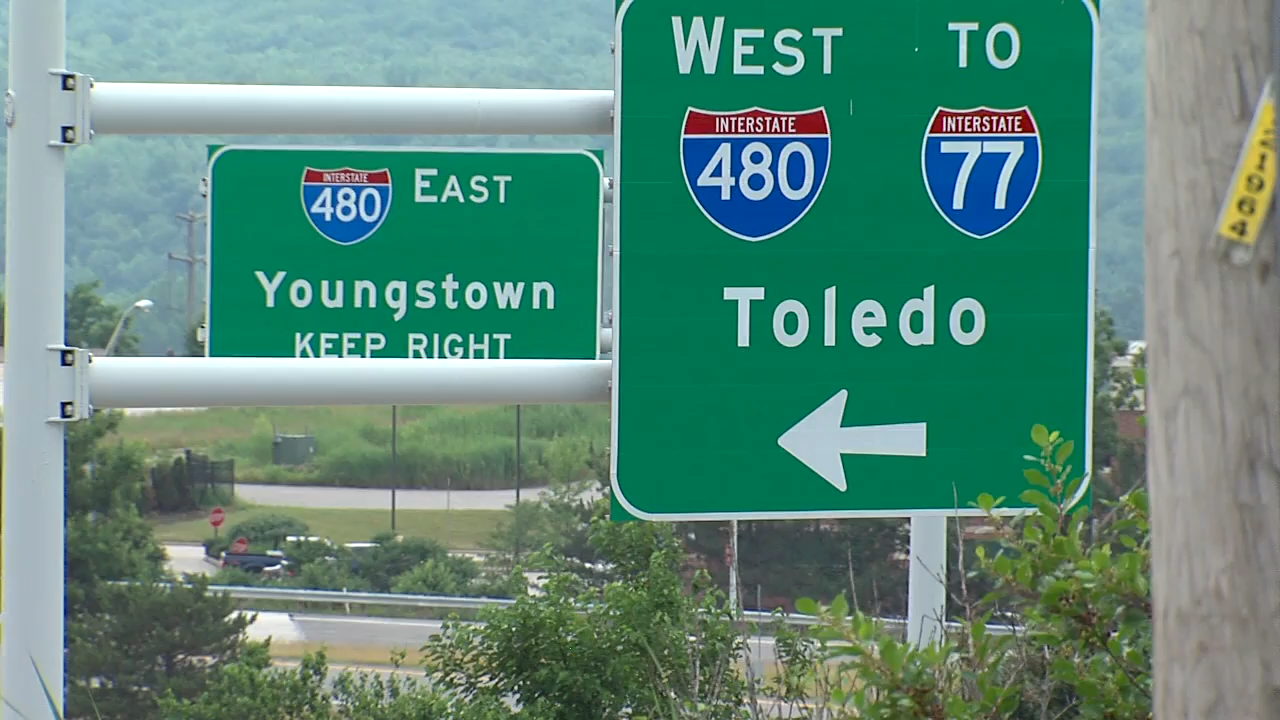 WEST TO
INTERSTATE INTERSTATE
480 77
Toledo
INTERSTATE
480 EAST
Youngstown
KEEP RIGHT